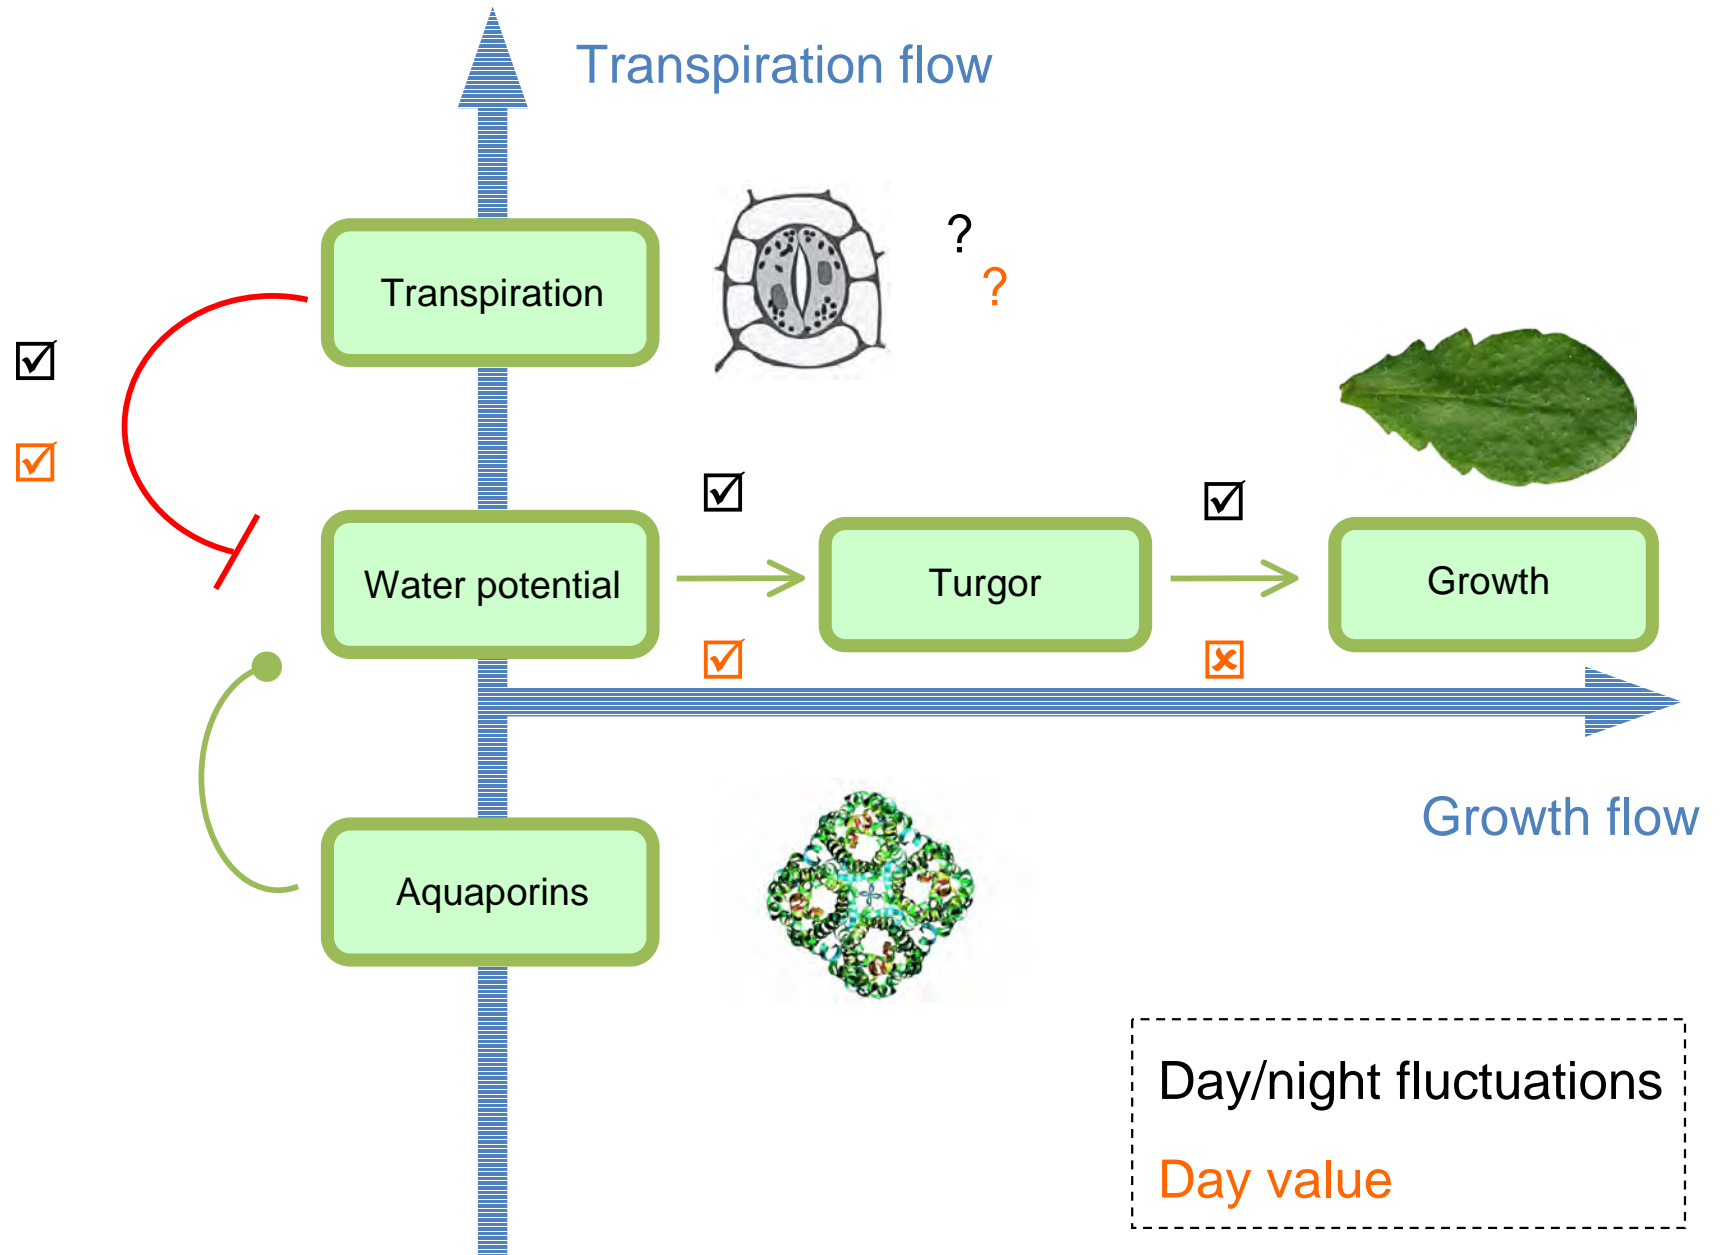 Transpiration flow
?
?
Transpiration
Water potential
Turgor
Growth
Growth flow
Aquaporins
Day/night fluctuations
Day value